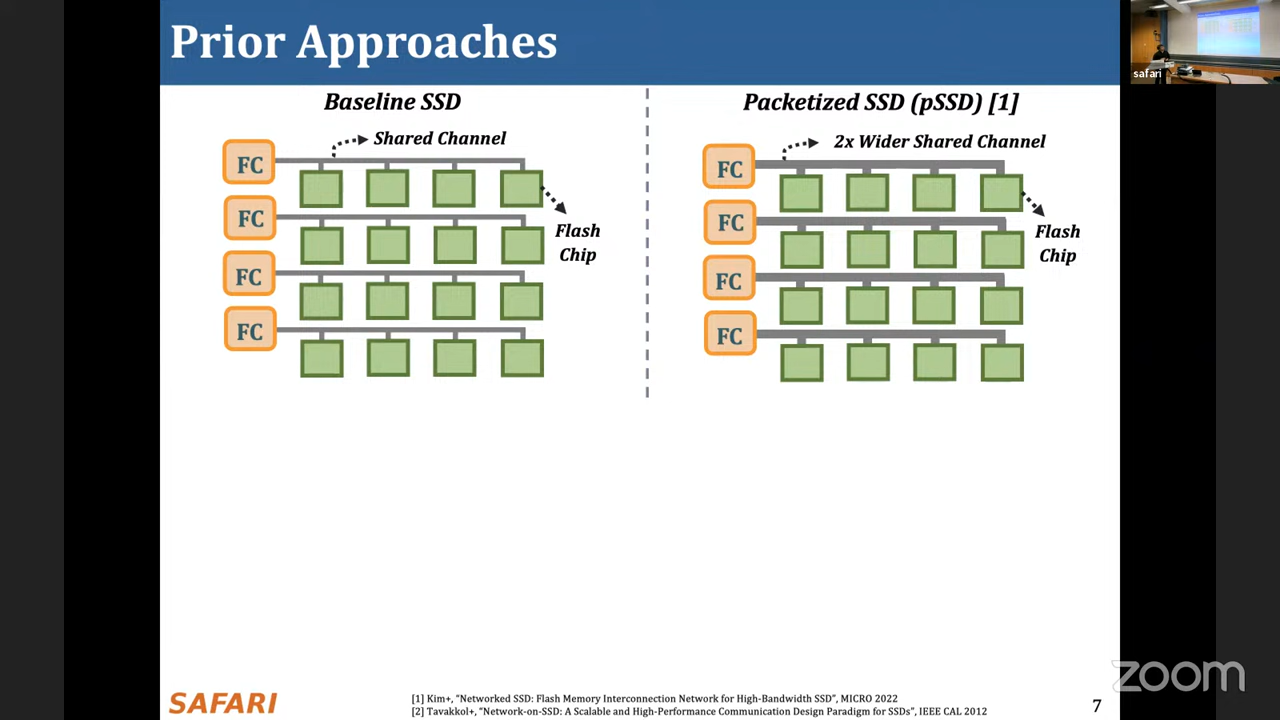 Prior Approaches
safari
Baseline SSD
Shared Channel
FC
FC
FC
FC
Flash
Chip
Packetized SSD (pSSD) [1]
2x Wider Shared Channel
FC
FC
FC
FC
Flash
Chip
zoom
SAFARI
[1] Kim+, "Networked SSD: Flash Memory Interconnection Network for High-Bandwidth SSD", MICRO 2022
[2] Tavakkol+, "Network-on-SSD: A Scalable and High-Performance Communication Design Paradigm for SSDs", IEEE CAL 2012
7